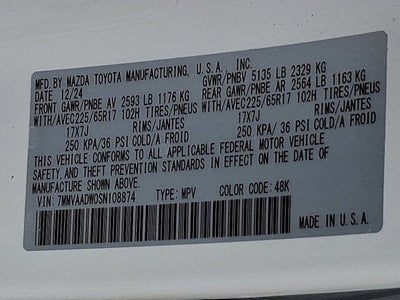 MFD.BY MAZDA TOYOTA MANUFACTURING, U.S.A. INC.
DATE 12/24 GVWR/PNBV 5135 LB 2329 KG
FRONT GAWR/PNBE AV 2593 LB 1176 KG REAR GAWR/PNBE AR 2564 LB 1163 KG
WITH/AVEC225/65R17 102H TIRES/PNEUS WITH/AVEC225/65R17 102H TIRES/PNEUS
17X7J RIMS/JANTES 17X7J RIMS/JANTES
250 KPA/36 PSI COLD/A FROID 250 KPA/36 PSI COLD/A FROID
THIS VEHICLE CONFORMS TO ALL APPLICABLE FEDERAL MOTOR VEHICLE
SAFETY, AND THEFT PREVENTION STANDARDS IN EFFECT ON THE DATE OF
MANUFACTURE SHOWN ABOVE.
VIN: 7MMVAADW0SN108874 TYPE: MPV COLOR CODE: 48K
MADE IN U.S.A.